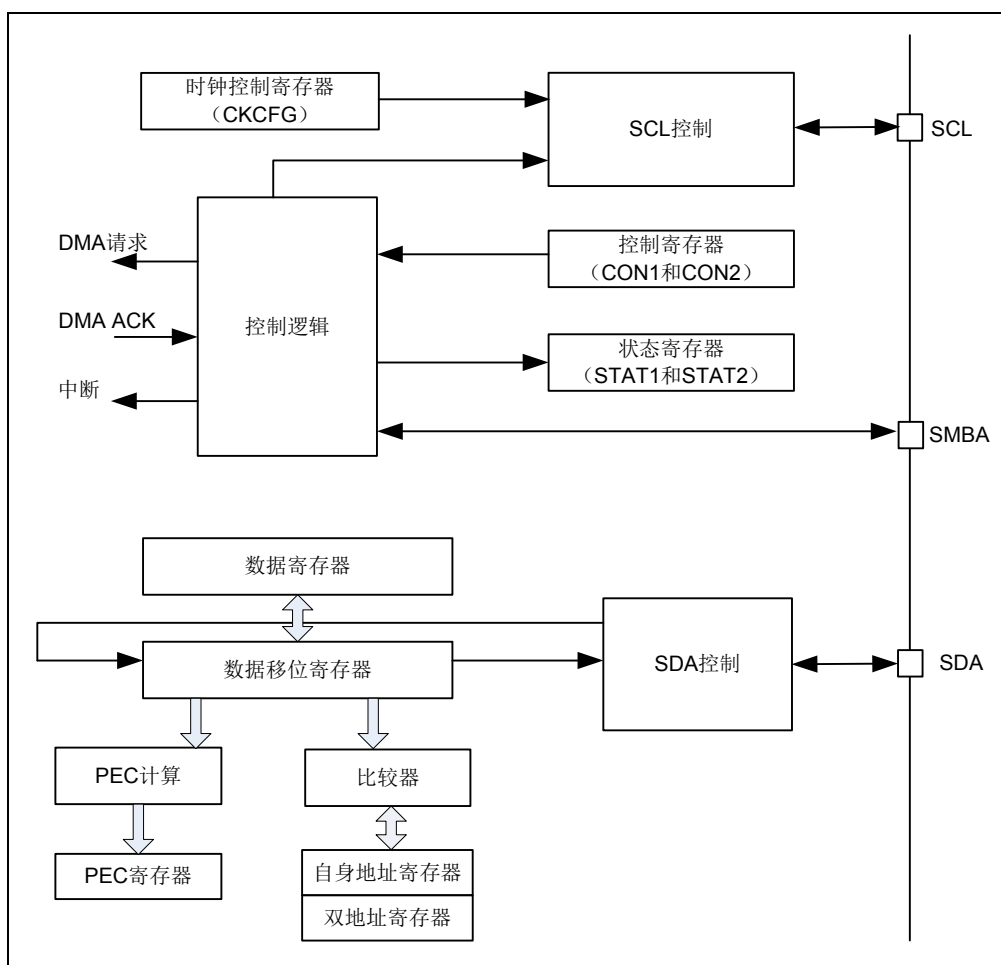 时钟控制寄存器
（CKCFG）
SCL控制
SCL
DMA请求
控制寄存器
（CON1和CON2）
DMA ACK
控制逻辑
状态寄存器
（STAT1和STAT2）
中断
SMBA
数据寄存器
数据移位寄存器
SDA控制
SDA
PEC计算
比较器
PEC寄存器
自身地址寄存器
双地址寄存器